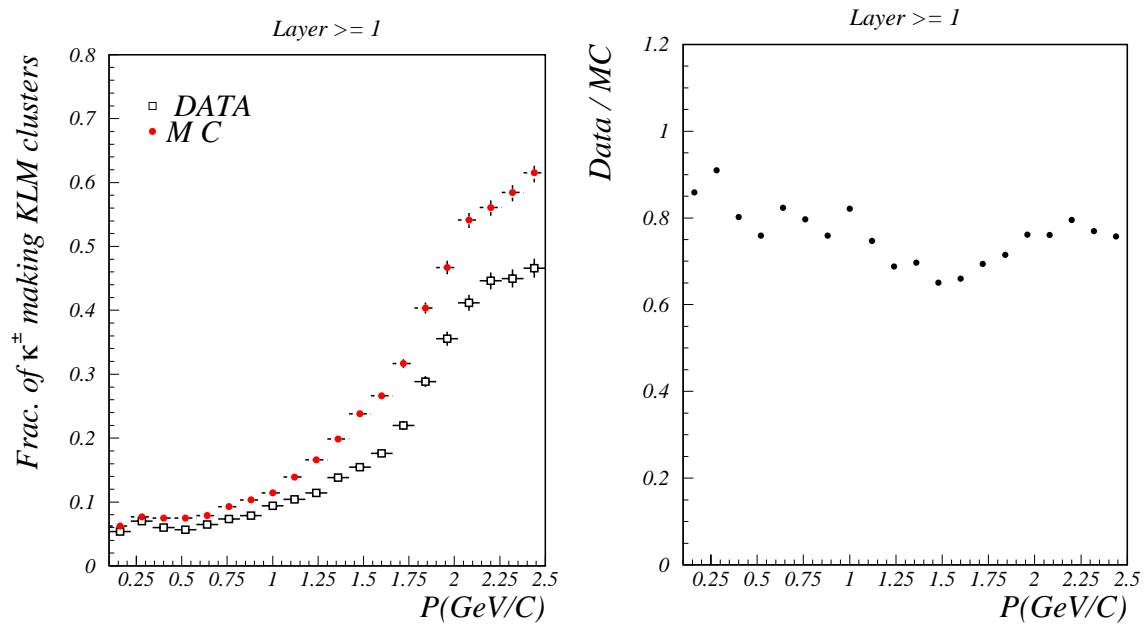 Layer >= 1
Frac. of κ± making KLM clusters
0.8
0.7
0.6
0.5
0.4
0.3
0.2
0.1
0
DATA
M C
0.25 0.5 0.75 1 1.25 1.5 1.75 2 2.25 2.5
P(GeV/C)
Layer >= 1
Data / MC
1.2
1
0.8
0.6
0.4
0.2
0
0.25 0.5 0.75 1 1.25 1.5 1.75 2 2.25 2.5
P(GeV/C)